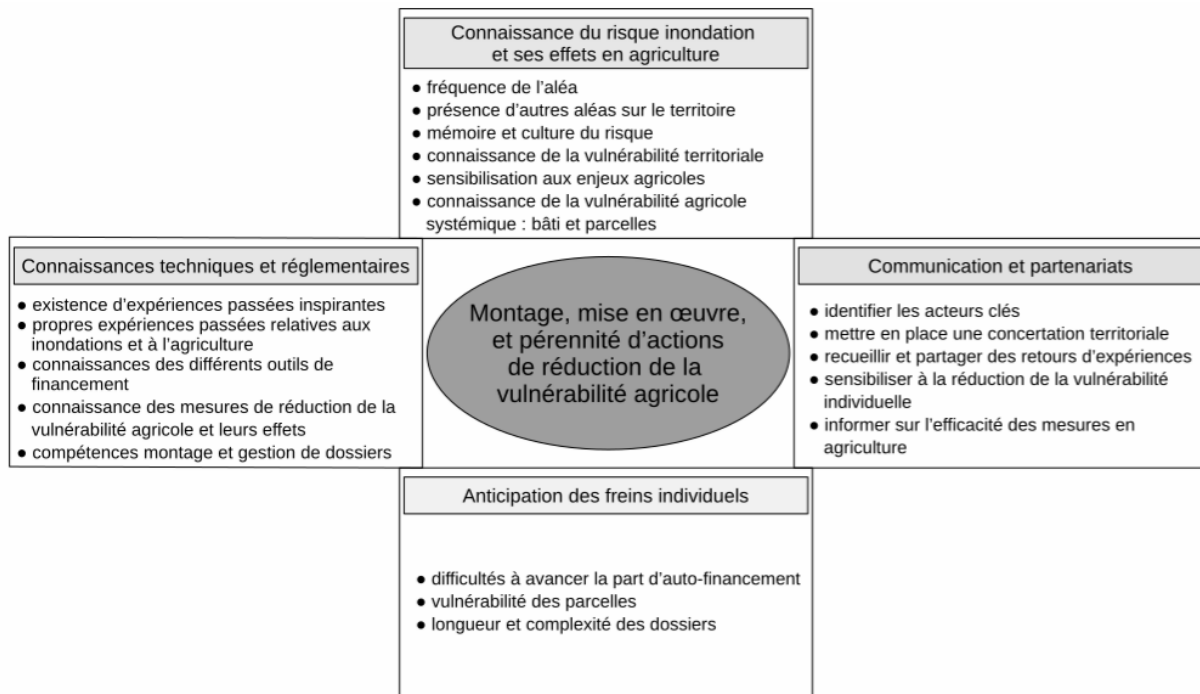 Connaissance du risque inondation
et ses effets en agriculture
● fréquence de l'aléa
● présence d'autres aléas sur le territoire
● mémoire et culture du risque
● connaissance de la vulnérabilité territoriale
● sensibilisation aux enjeux agricoles
● connaissance de la vulnérabilité agricole
systémique : bâti et parcelles
Connaissances techniques et réglementaires
● existence d'expériences passées inspirantes
● propres expériences passées relatives aux
inondations et à l'agriculture
● connaissances des différents outils de
financement
● connaissance des mesures de réduction de la
vulnérabilité agricole et leurs effets
● compétences montage et gestion de dossiers
Montage, mise en œuvre,
et pérennité d'actions
de réduction de la
vulnérabilité agricole
Communication et partenariats
● identifier les acteurs clés
● mettre en place une concertation territoriale
● recueillir et partager des retours d'expériences
● sensibiliser à la réduction de la vulnérabilité
individuelle
● informer sur l'efficacité des mesures en
agriculture
Anticipation des freins individuels
● difficultés à avancer la part d'auto-financement
● vulnérabilité des parcelles
● longueur et complexité des dossiers